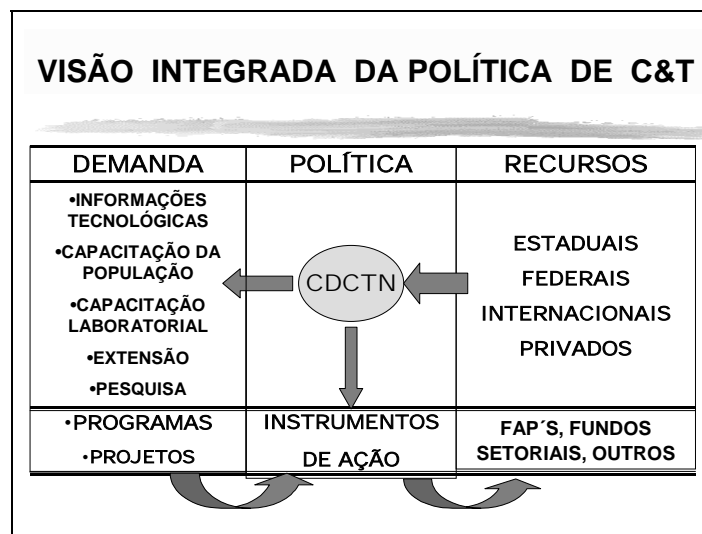 VISÃO INTEGRADA DA POLÍTICA DE C&T
DEMANDA
POLÍTICA
RECURSOS
•INFORMAÇÕES
TECNOLÓGICAS
•CAPACITAÇÃO DA
POPULAÇÃO
•CAPACITAÇÃO
LABORATORIAL
•EXTENSÃO
•PESQUISA
CDCTN
ESTADUAIS
FEDERAIS
INTERNACIONAIS
PRIVADOS
•PROGRAMAS
•PROJETOS
INSTRUMENTOS
DE AÇÃO
FAP´S, FUNDOS
SETORIAIS, OUTROS